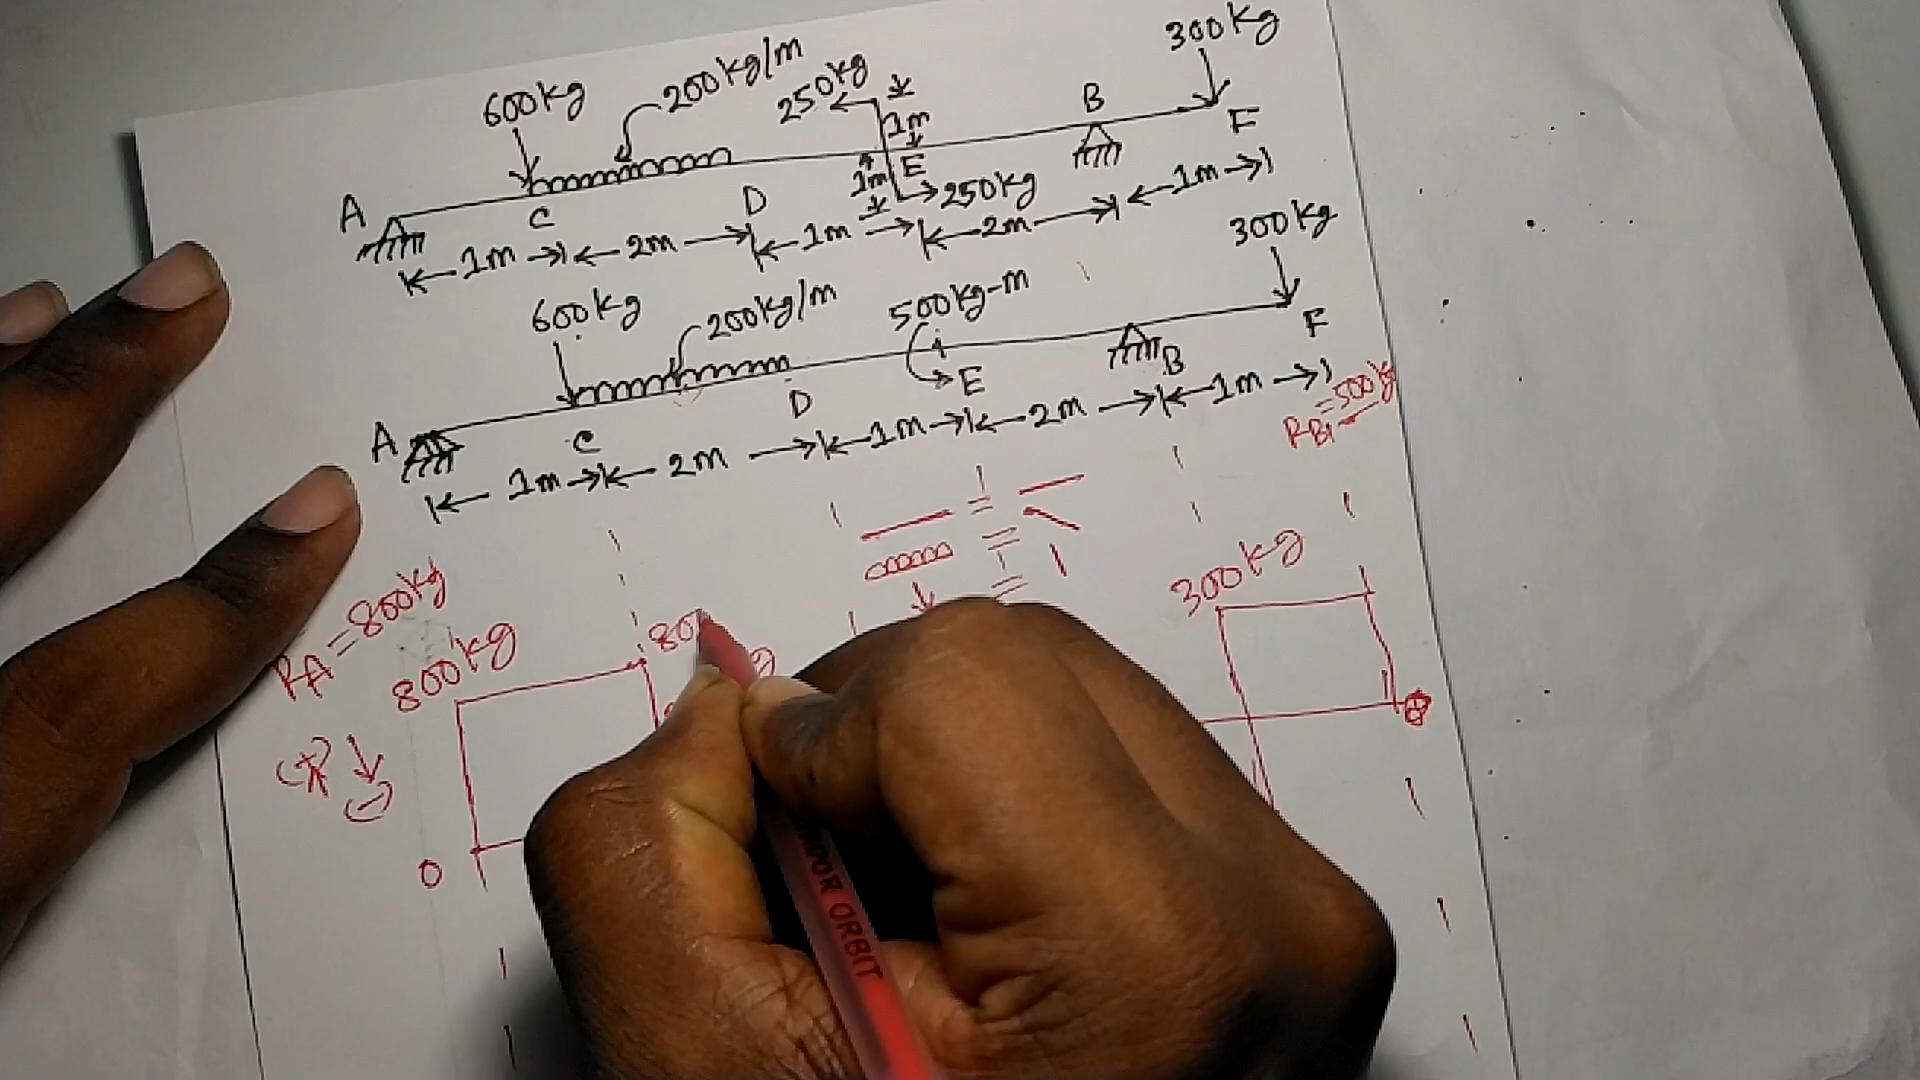 300kg
600kg 200kg/m 250kg
1m B
A C D 1m E 250kg F
1m 2m 1m 2m 1m
300kg
600kg 200kg/m 500kg-m
A C D E B F
1m 2m 1m 2m 1m
RB = 500kg
RA = 800kg
800kg 80 300kg
(+)
(-)
0
ORBIT